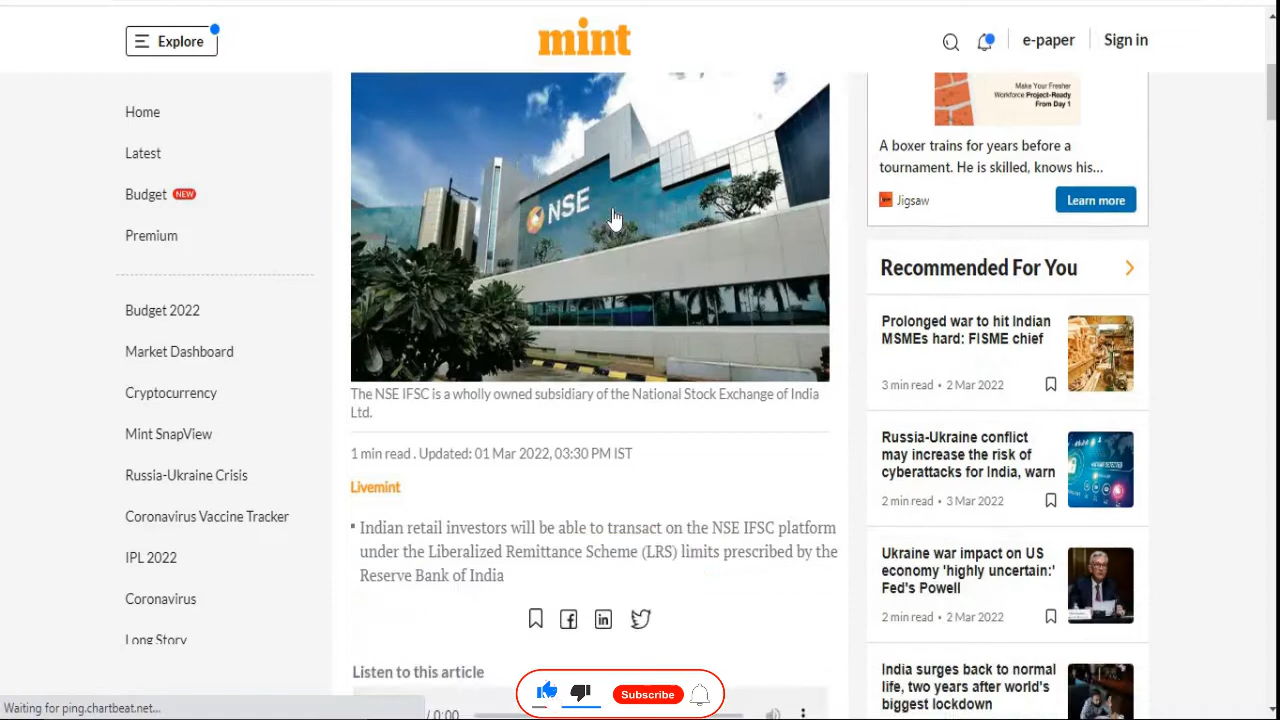 Explore
mint
e-paper
Sign in
Home
Latest
Budget NEW
Premium
Budget 2022
Market Dashboard
Cryptocurrency
Mint SnapView
Russia-Ukraine Crisis
Coronavirus Vaccine Tracker
IPL 2022
Coronavirus
Long Story
Waiting for ping.chartbeat.net...
NSE
The NSE IFSC is a wholly owned subsidiary of the National Stock Exchange of India
Ltd.
1 min read . Updated: 01 Mar 2022, 03:30 PM IST
Livemint
▪ Indian retail investors will be able to transact on the NSE IFSC platform
under the Liberalized Remittance Scheme (LRS) limits prescribed by the
Reserve Bank of India
Listen to this article
/ 0:00
Subscribe
Make Your Fresher
Workforce Project-Ready
From Day 1
A boxer trains for years before a
tournament. He is skilled, knows his...
Jigsaw
Learn more
Recommended For You
Prolonged war to hit Indian
MSMEs hard: FISME chief
3 min read • 2 Mar 2022
Russia-Ukraine conflict
may increase the risk of
cyberattacks for India, warn
2 min read • 3 Mar 2022
Ukraine war impact on US
economy 'highly uncertain:'
Fed's Powell
2 min read • 2 Mar 2022
India surges back to normal
life, two years after world's
biggest lockdown